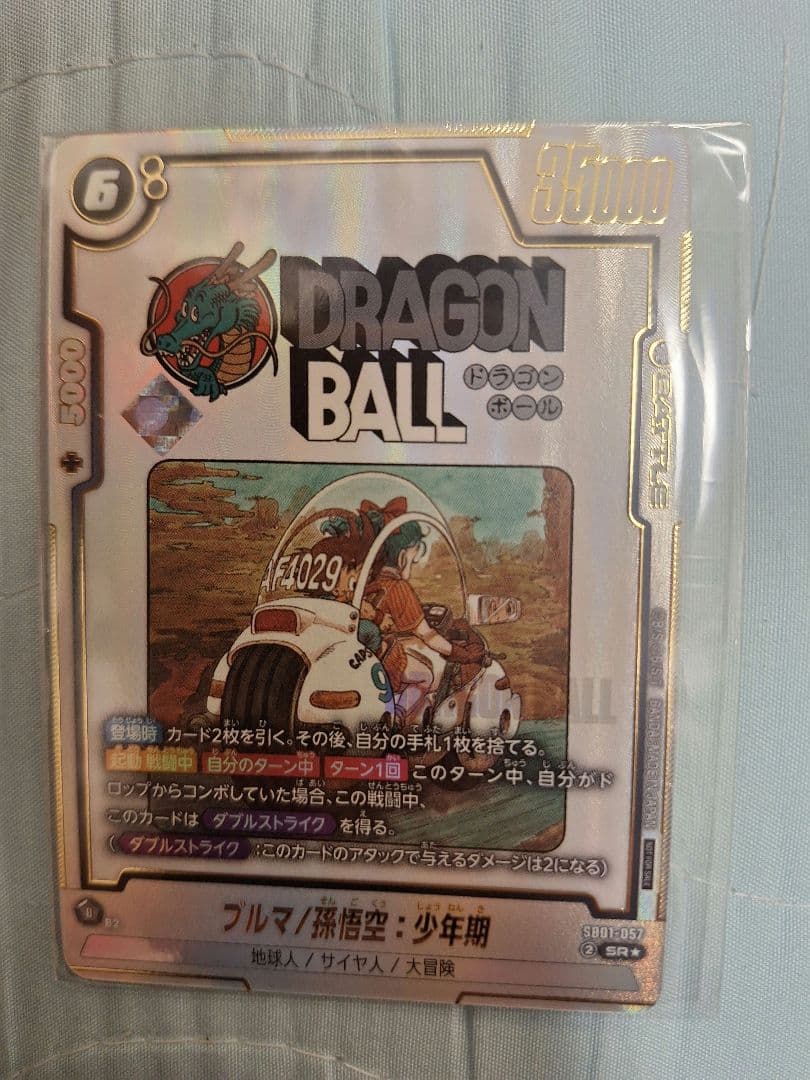 6 8
35000
DRAGON
BALL
ドラゴン
ボール
+ 5000
BATTLE
AF4029
CAPS
9
BALL
登場時 カード2枚を引く。その後、自分の手札1枚を捨てる。
起動 戦闘中 自分のターン中 ターン1回 このターン中、自分がド
ロップからコンボしていた場合、この戦闘中、
このカードは ダブルストライク を得る。
( ダブルストライク :このカードのアタックで与えるダメージは2になる)
NOT FOR SALE
ブルマ/孫悟空:少年期
SB01-057
地球人 / サイヤ人 / 大冒険
2 SR★